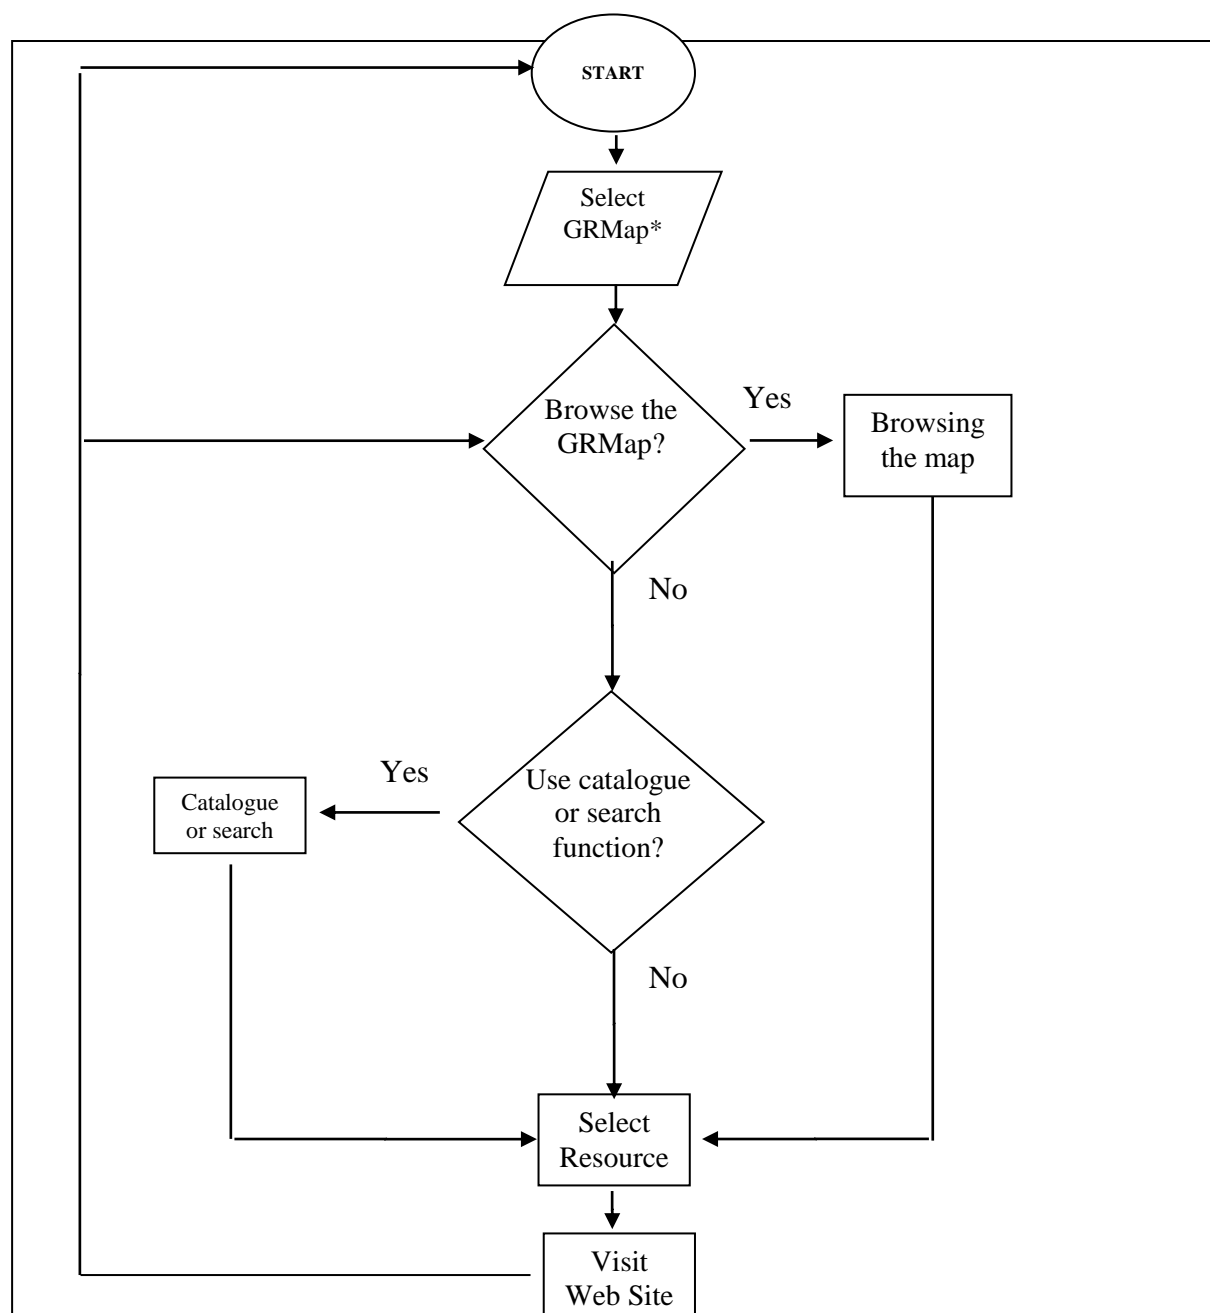 START
Select
GRMap*
Browse the
GRMap?
Yes
Browsing
the map
No
Yes
Use catalogue
or search
function?
Catalogue
or search
No
Select
Resource
Visit
Web Site